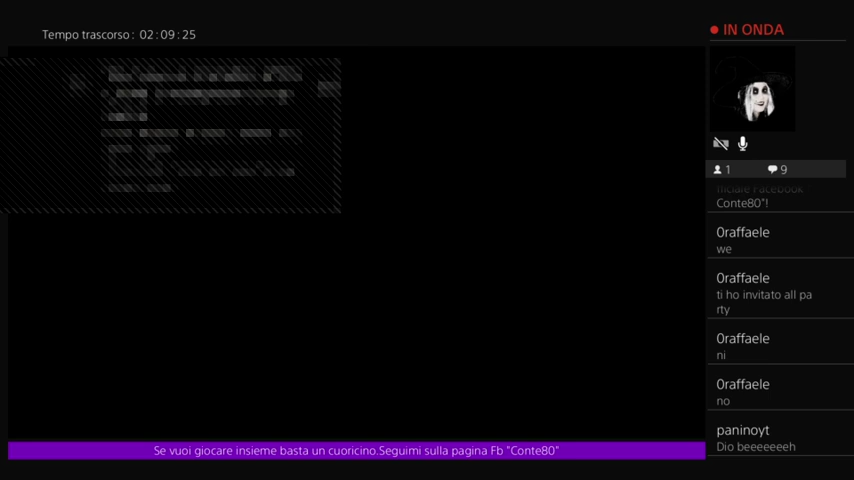 Tempo trascorso: 02:09:25
IN ONDA
1
9
ficiale Facebook
Conte80"!
0raffaele
we
0raffaele
ti ho invitato all pa
rty
0raffaele
ni
0raffaele
no
paninoyt
Dio beeeeeeeh
Se vuoi giocare insieme basta un cuoricino.Seguimi sulla pagina Fb "Conte80"